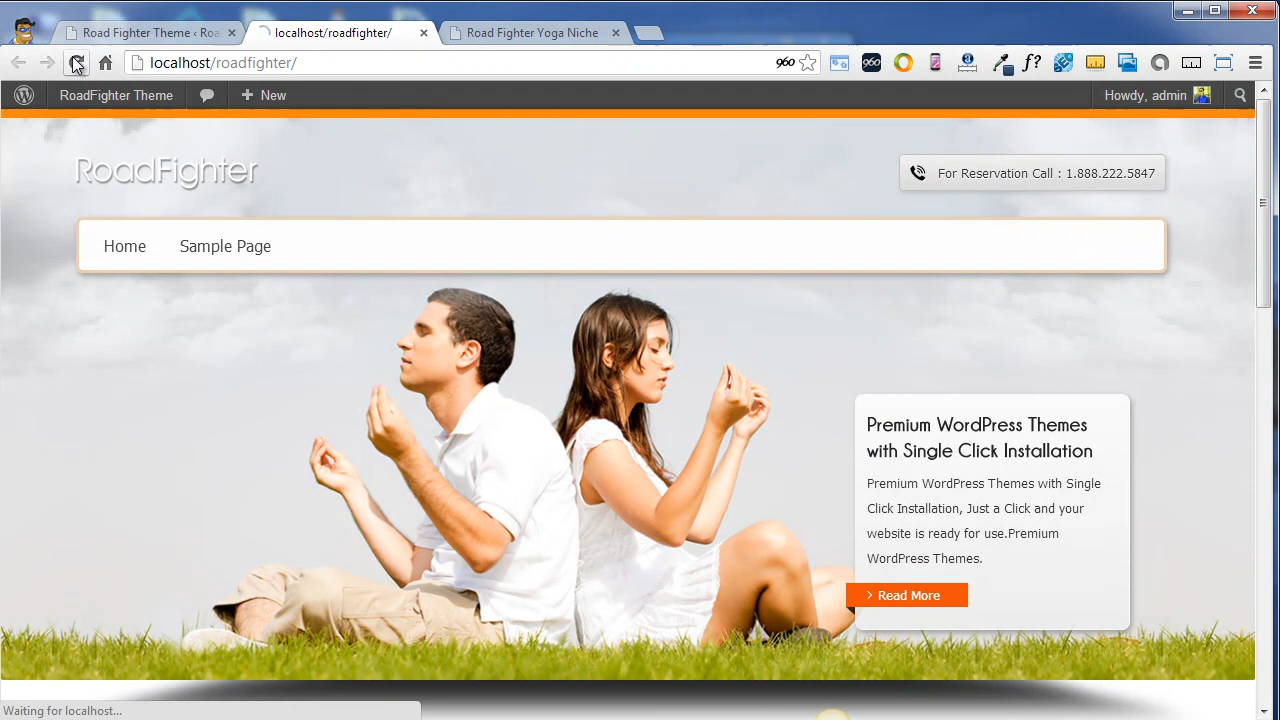 Road Fighter Theme ‹ Roa
localhost/roadfighter/
Road Fighter Yoga Niche
localhost/roadfighter/
960
960
a
f?
RoadFighter Theme
New
Howdy, admin
RoadFighter
For Reservation Call : 1.888.222.5847
Home
Sample Page
Premium WordPress Themes
with Single Click Installation
Premium WordPress Themes with Single
Click Installation, Just a Click and your
website is ready for use.Premium
WordPress Themes.
Read More
Waiting for localhost...